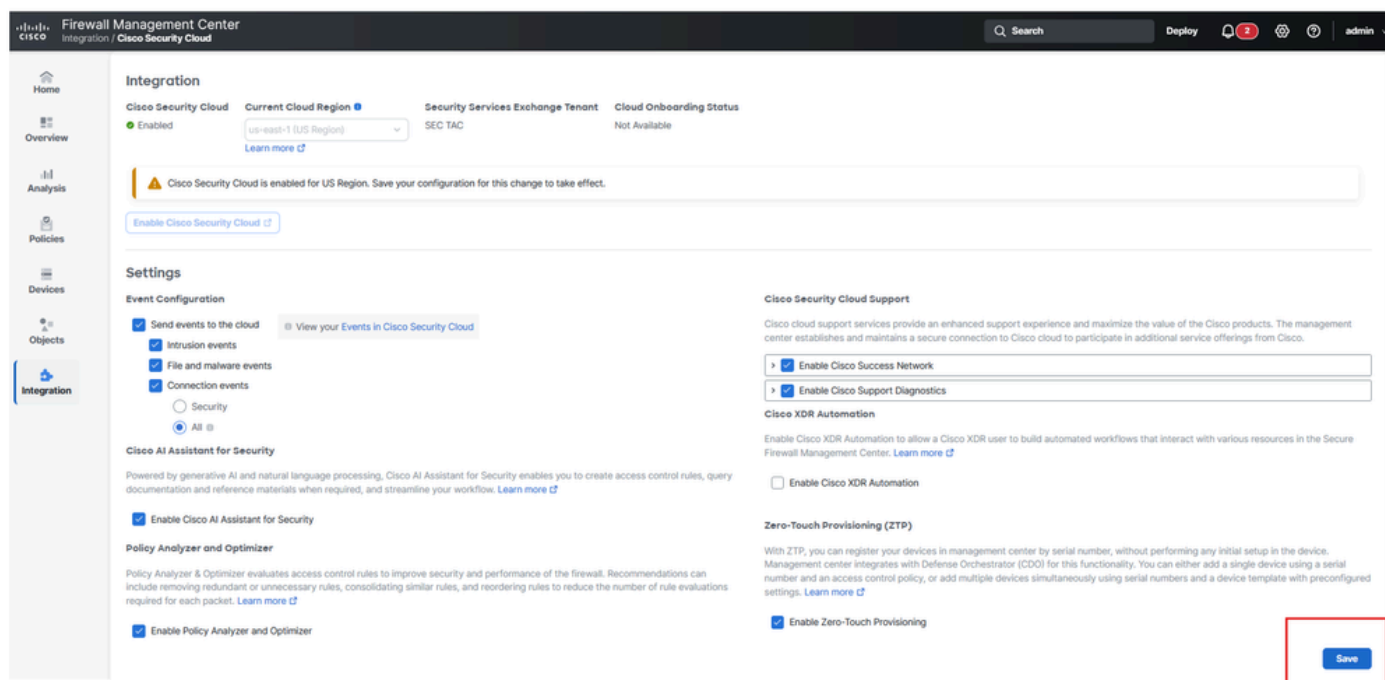 CISCO
Firewall Management Center
Integration / Cisco Security Cloud
Search
Deploy
2
admin
Home
Overview
Analysis
Policies
Devices
Objects
Integration
Integration
Cisco Security Cloud
Enabled
Current Cloud Region
us-east-1 (US Region)
Learn more
Security Services Exchange Tenant
SEC TAC
Cloud Onboarding Status
Not Available
Cisco Security Cloud is enabled for US Region. Save your configuration for this change to take effect.
Enable Cisco Security Cloud
Settings
Event Configuration
Send events to the cloud
View your Events in Cisco Security Cloud
Intrusion events
File and malware events
Connection events
Security
All
Cisco AI Assistant for Security
Powered by generative AI and natural language processing, Cisco AI Assistant for Security enables you to create access control rules, query
documentation and reference materials when required, and streamline your workflow. Learn more
Enable Cisco AI Assistant for Security
Policy Analyzer and Optimizer
Policy Analyzer & Optimizer evaluates access control rules to improve security and performance of the firewall. Recommendations can
include removing redundant or unnecessary rules, consolidating similar rules, and reordering rules to reduce the number of rule evaluations
required for each packet. Learn more
Enable Policy Analyzer and Optimizer
Cisco Security Cloud Support
Cisco cloud support services provide an enhanced support experience and maximize the value of the Cisco products. The management
center establishes and maintains a secure connection to Cisco cloud to participate in additional service offerings from Cisco.
Enable Cisco Success Network
Enable Cisco Support Diagnostics
Cisco XDR Automation
Enable Cisco XDR Automation to allow a Cisco XDR user to build automated workflows that interact with various resources in the Secure
Firewall Management Center. Learn more
Enable Cisco XDR Automation
Zero-Touch Provisioning (ZTP)
With ZTP, you can register your devices in management center by serial number, without performing any initial setup in the device.
Management center integrates with Defense Orchestrator (CDO) for this functionality. You can either add a single device using a serial
number and an access control policy, or add multiple devices simultaneously using serial numbers and a device template with preconfigured
settings. Learn more
Enable Zero-Touch Provisioning
Save